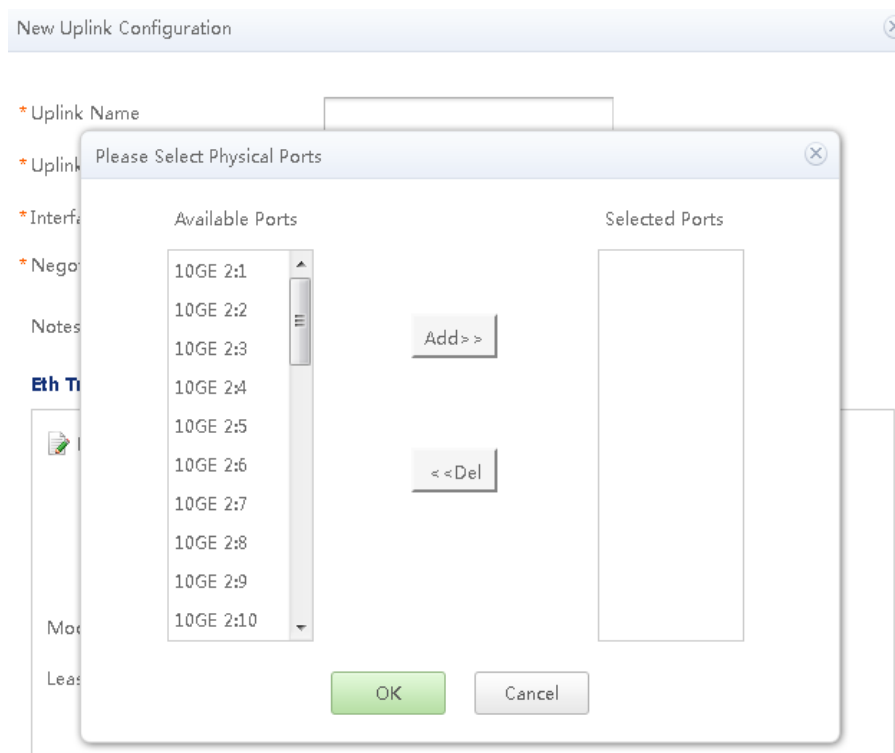 New Uplink Configuration
* Uplink Name
* Uplink
Please Select Physical Ports
* Interfa
Available Ports
Selected Ports
* Nego
10GE 2:1
10GE 2:2
Notes
10GE 2:3
Add>>
Eth Tr
10GE 2:4
10GE 2:5
10GE 2:6
<<Del
10GE 2:7
10GE 2:8
10GE 2:9
10GE 2:10
Mod
Leas
OK
Cancel